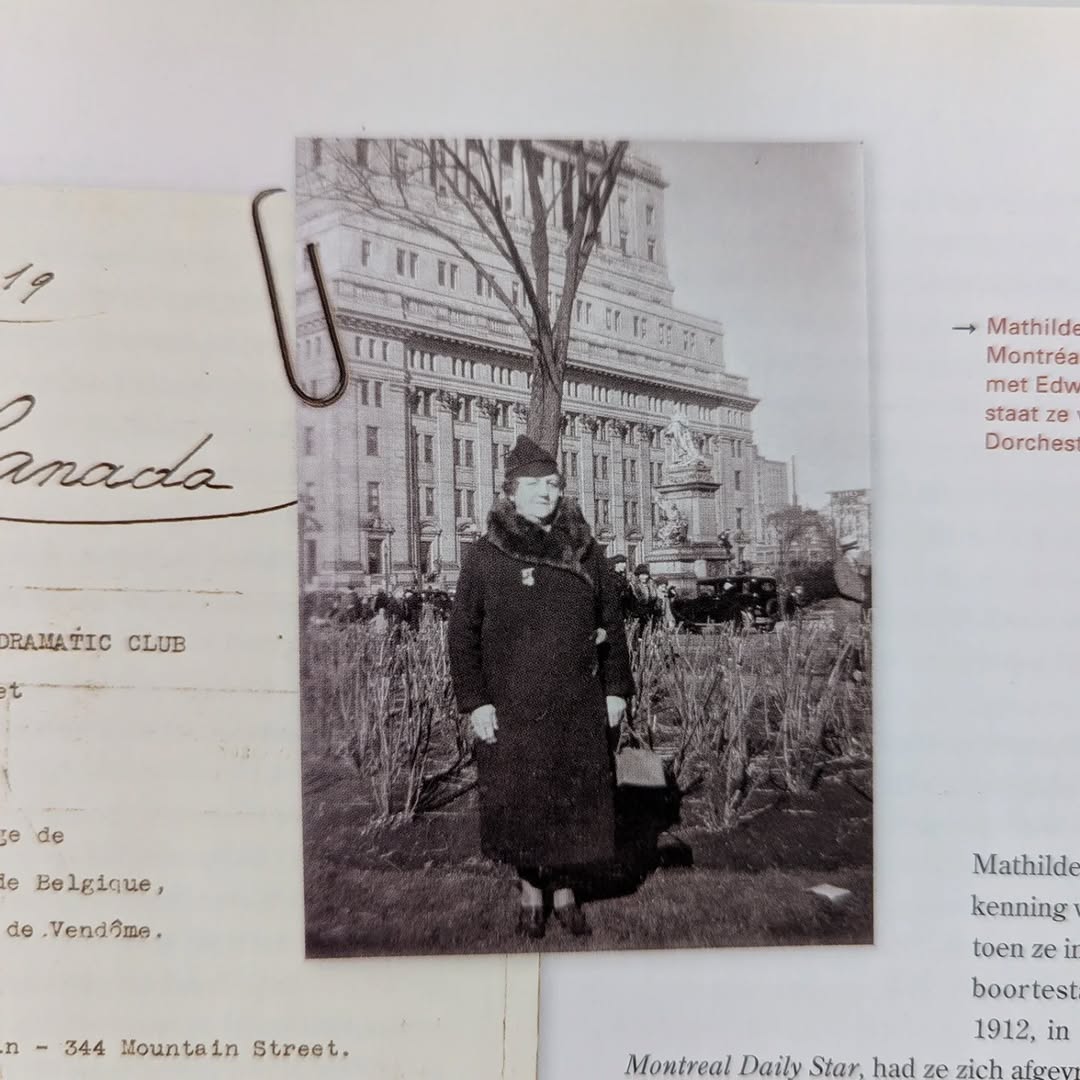 19
Canada
DRAMATIC CLUB
et
ge de
de Belgique,
de Vendôme.
n - 344 Mountain Street.
→ Mathilde
Montréa
met Edw
staat ze v
Dorchest
Mathilde
kenning v
toen ze in
boortesta
1912, in
Montreal Daily Star, had ze zich afgevr